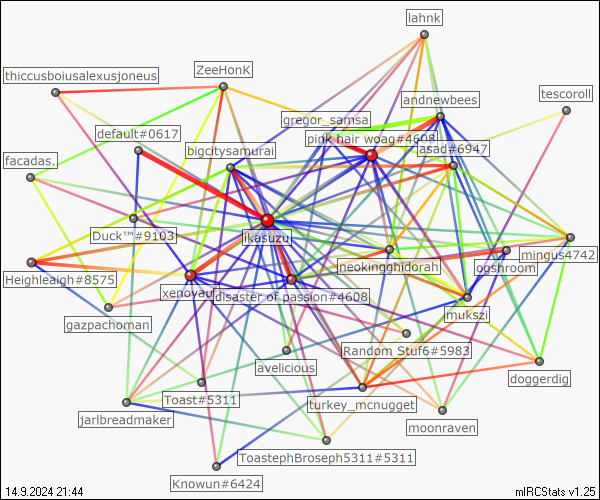 lahnk
ZeeHonK
thiccusboiusalexusjoneus
andnewbees
tescoroll
gregor_samsa
default#0617
pink hair woag#4608
bigcitysamurai
asad#6947
facadas.
Duck™#9103
ikasuzu
mingus4742
neokingghidorah
ogshroom
Heighleigh#8575
xenovau
disaster of passion#4608
mukszi
gazpachoman
Random Stuf6#5983
avelicious
doggerdig
Toast#5311
turkey_mcnugget
jarlbreadmaker
moonraven
ToastephBroseph5311#5311
Knowun#6424
14.9.2024 21:44
mIRCStats v1.25